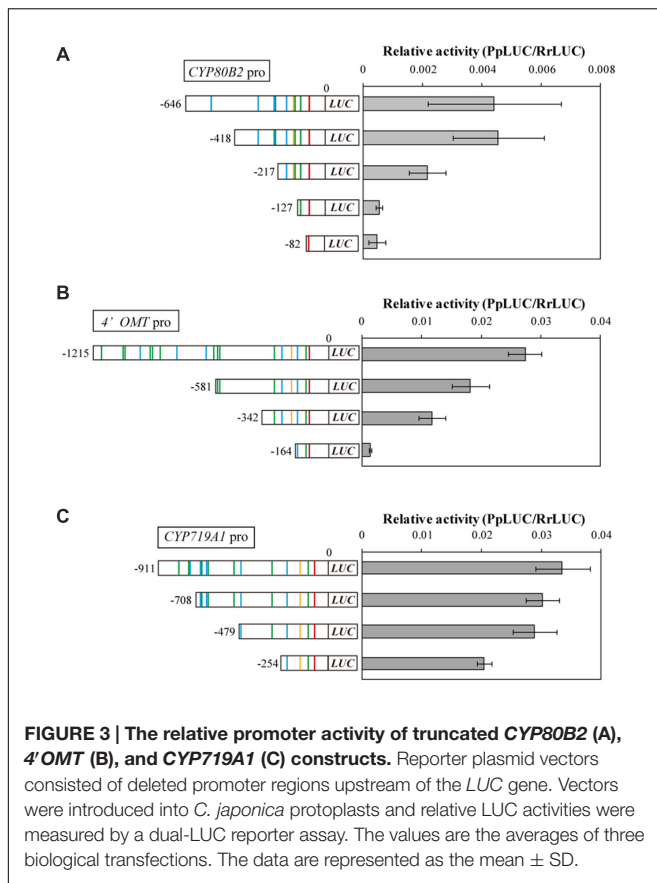 A
Relative activity (PpLUC/RrLUC)
CYP80B2 pro
0 0.002 0.004 0.006 0.008
0
-646 LUC
-418 LUC
-217 LUC
-127 LUC
-82 LUC
B
Relative activity (PpLUC/RrLUC)
4' OMT pro
0 0.01 0.02 0.03 0.04
0
-1215 LUC
-581 LUC
-342 LUC
-164 LUC
C
Relative activity (PpLUC/RrLUC)
CYP719A1 pro
0 0.01 0.02 0.03 0.04
0
-911 LUC
-708 LUC
-479 LUC
-254 LUC
FIGURE 3 | The relative promoter activity of truncated CYP80B2 (A),
4'OMT (B), and CYP719A1 (C) constructs. Reporter plasmid vectors
consisted of deleted promoter regions upstream of the LUC gene. Vectors
were introduced into C. japonica protoplasts and relative LUC activities were
measured by a dual-LUC reporter assay. The values are the averages of three
biological transfections. The data are represented as the mean ± SD.